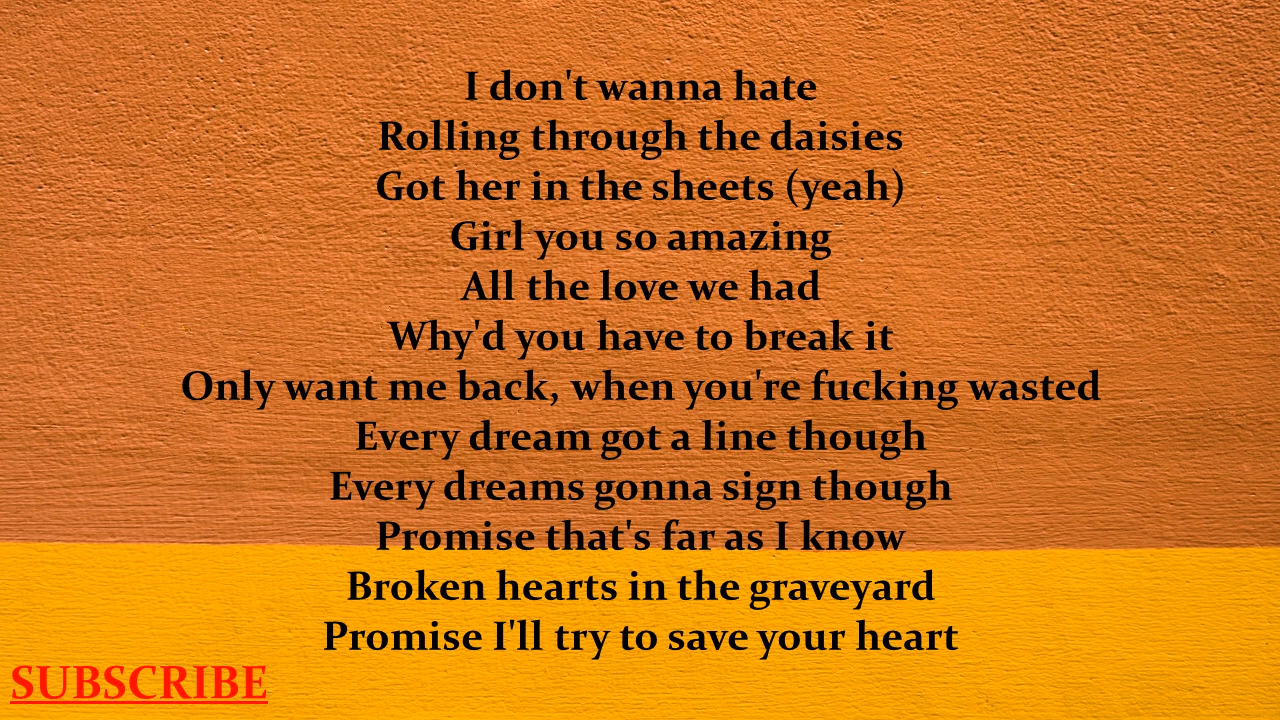 I don't wanna hate
Rolling through the daisies
Got her in the sheets (yeah)
Girl you so amazing
All the love we had
Why'd you have to break it
Only want me back, when you're fucking wasted
Every dream got a line though
Every dreams gonna sign though
Promise that's far as I know
Broken hearts in the graveyard
Promise I'll try to save your heart
SUBSCRIBE